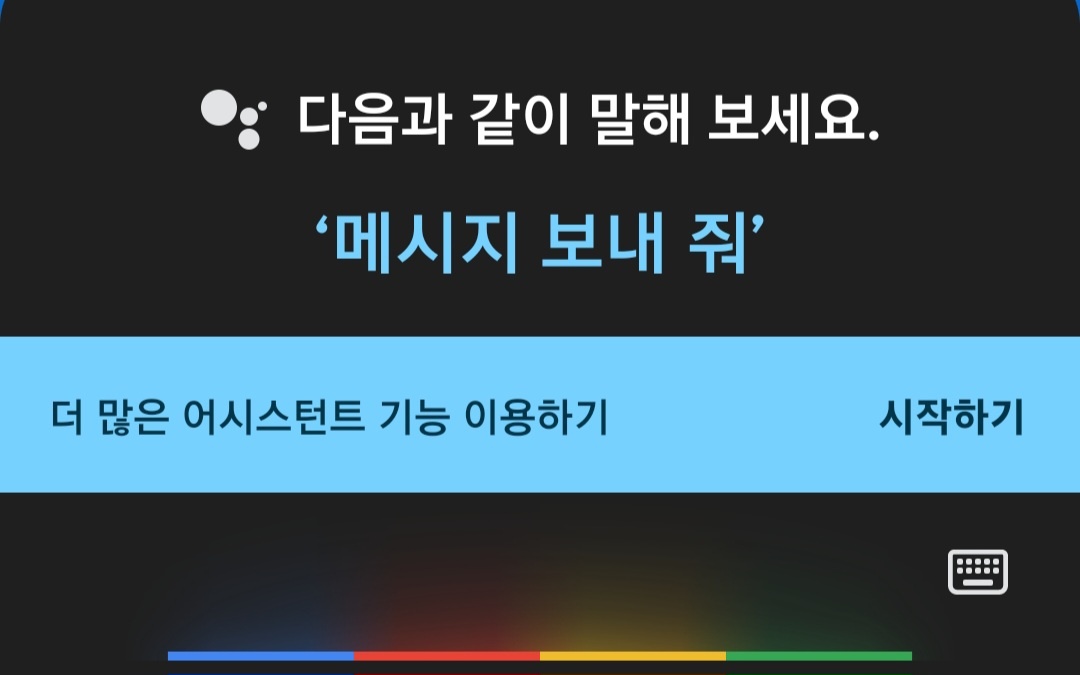 다음과 같이 말해 보세요.
‘메시지 보내 줘’
더 많은 어시스턴트 기능 이용하기
시작하기